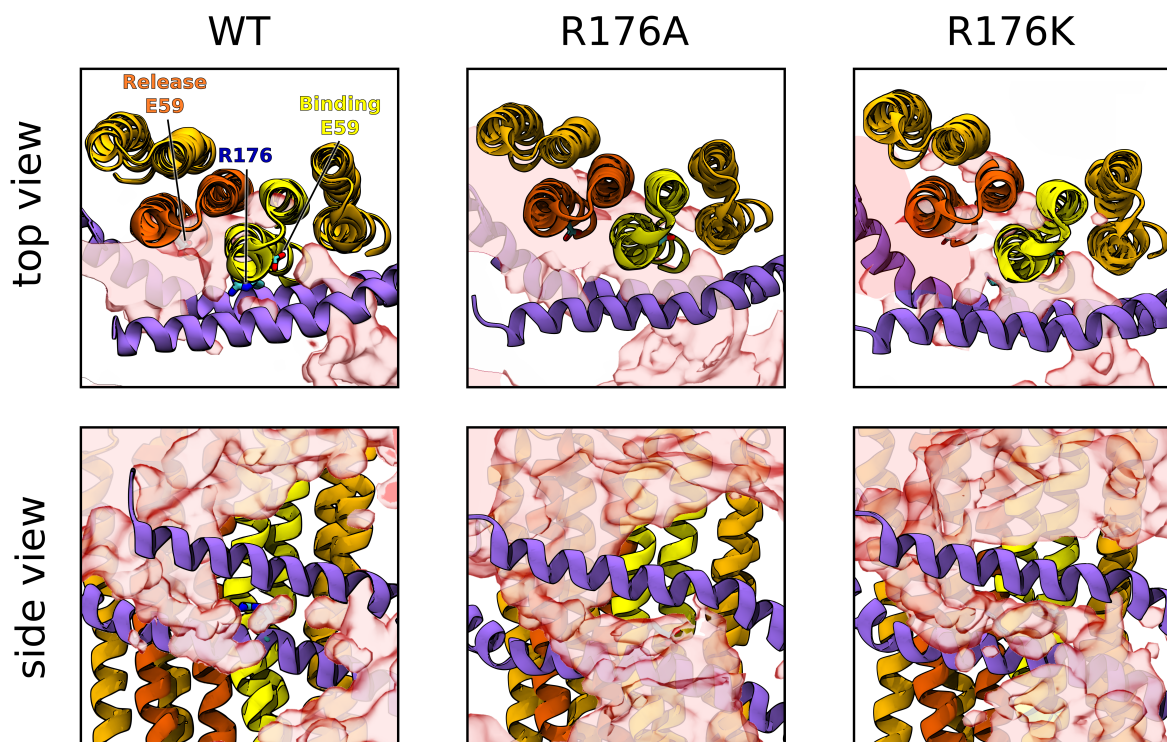 WT
R176A
R176K
top view
Release
E59
Binding
E59
R176
side view